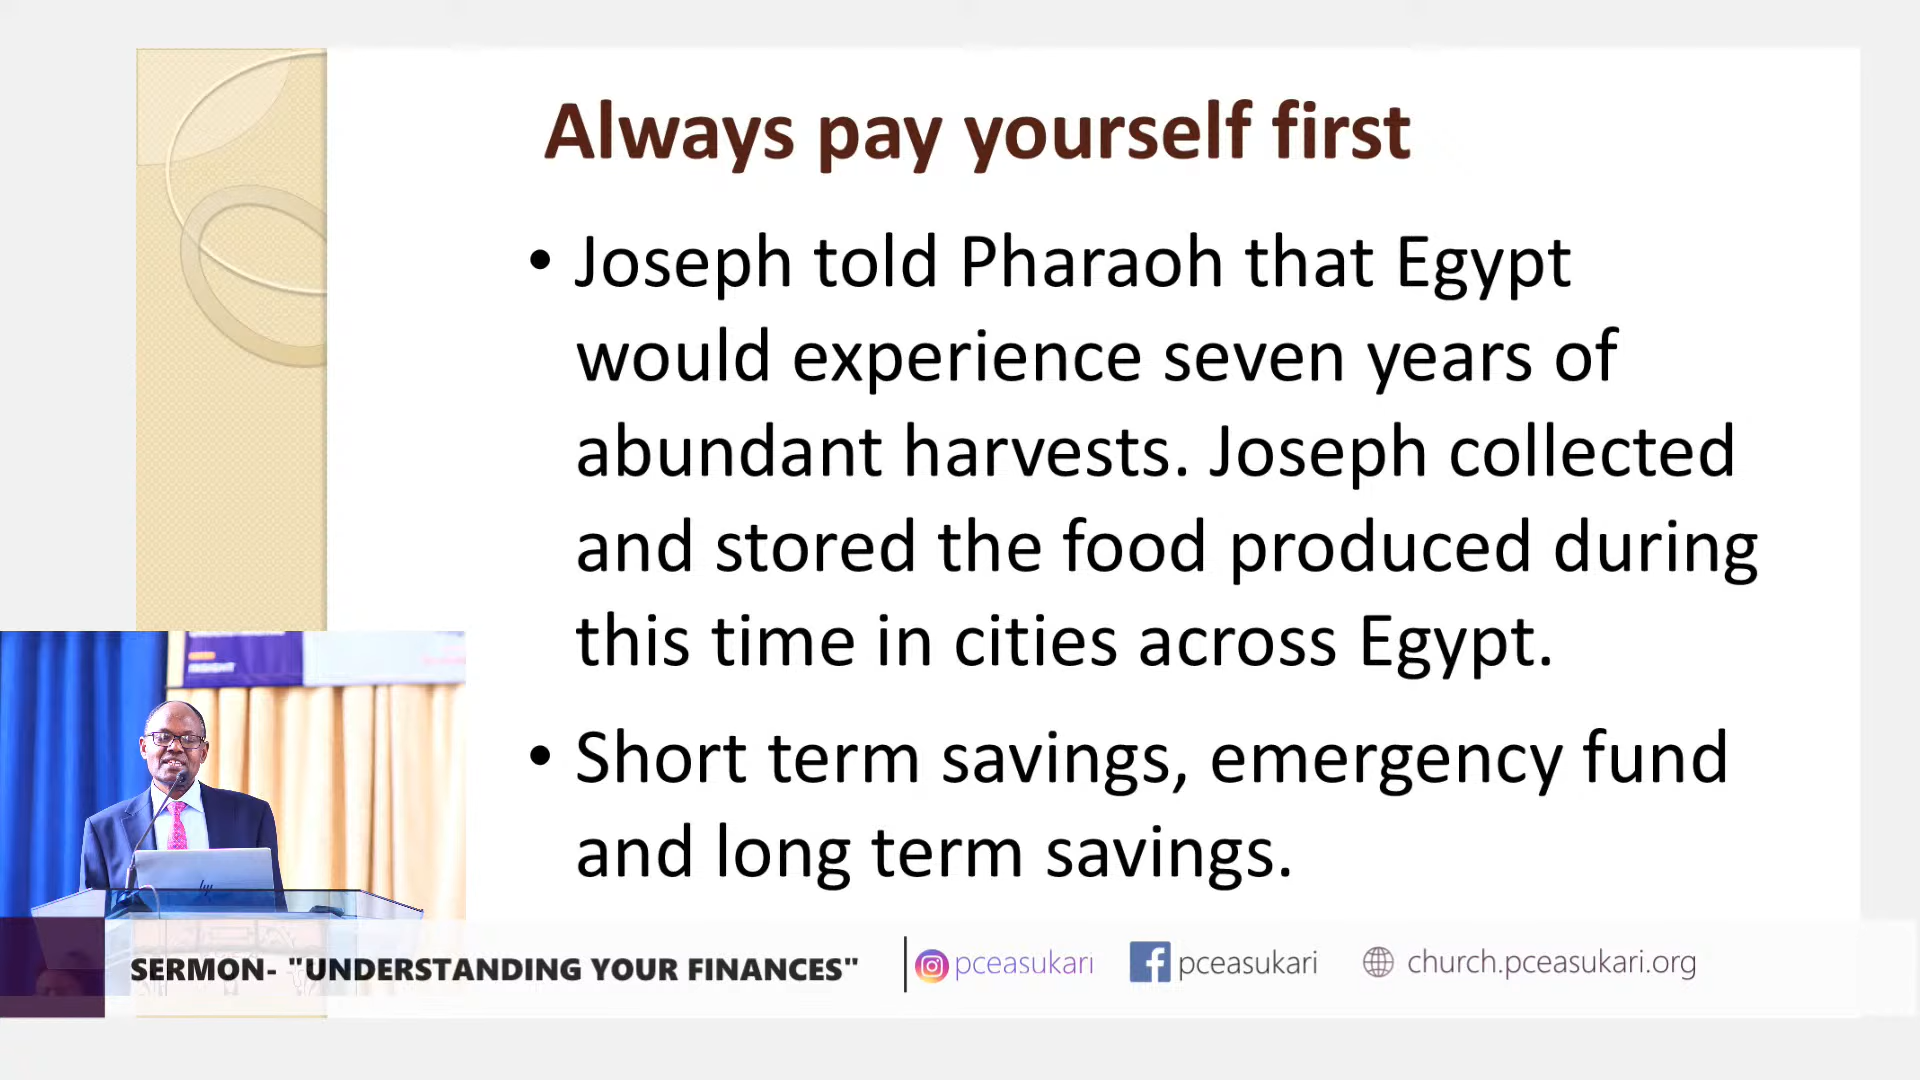 Always pay yourself first
• Joseph told Pharaoh that Egypt
would experience seven years of
abundant harvests. Joseph collected
and stored the food produced during
this time in cities across Egypt.
• Short term savings, emergency fund
and long term savings.
INSIGHT
hp
SERMON- "UNDERSTANDING YOUR FINANCES"
pceasukari
pceasukari
church.pceasukari.org